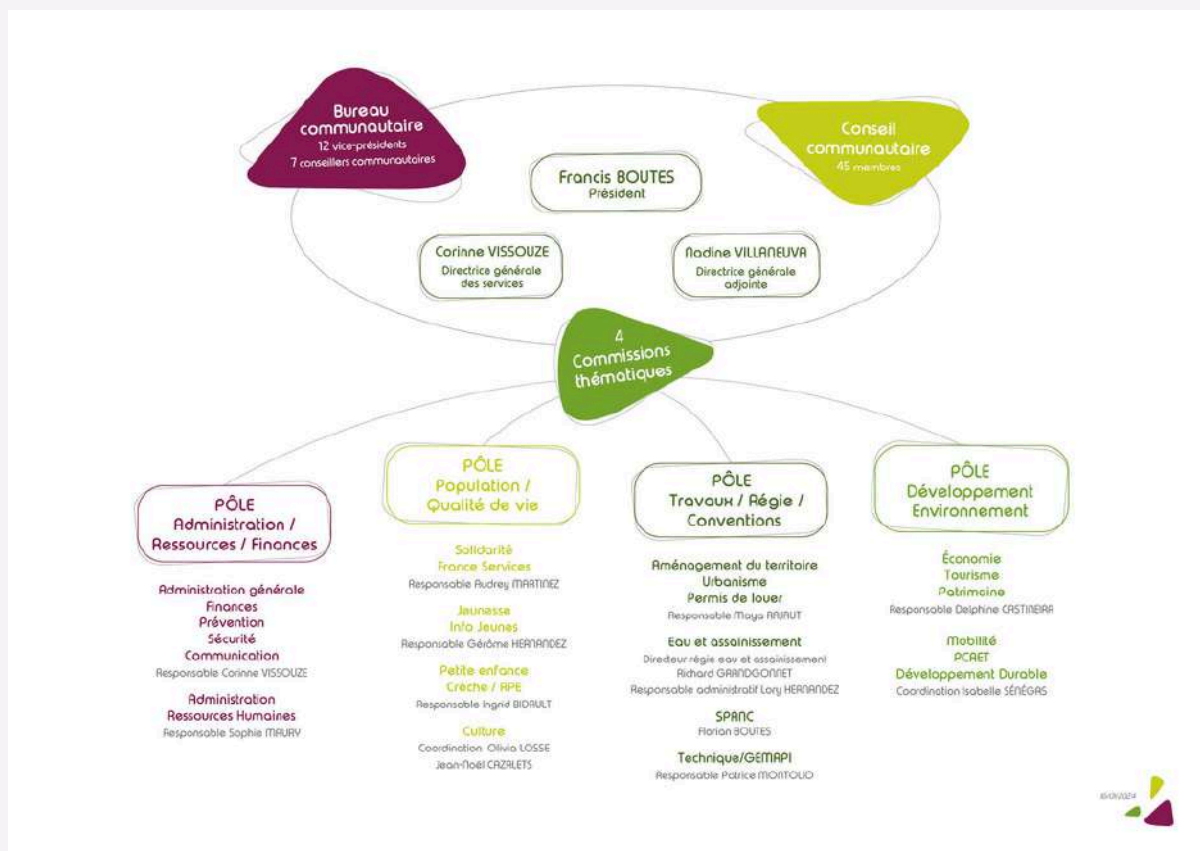 Bureau
communautaire
12 vice-présidents
7 conseillers communautaires
Conseil
communautaire
45 membres
Francis BOUTES
Président
Corinne VISSOUZE
Directrice générale
des services
Nadine VILLANEUVA
Directrice générale
adjointe
4
Commissions
thématiques
PÔLE
Administration /
Ressources / Finances
Administration générale
Finances
Prévention
Sécurité
Communication
Responsable Corinne VISSOUZE
Administration
Ressources Humaines
Responsable Sophie MAURY
PÔLE
Population /
Qualité de vie
Solidarité
France Services
Responsable Audrey MARTINEZ
Jeunesse
Info Jeunes
Responsable Gérôme HERNANDEZ
Petite enfance
Crèche / RPE
Responsable Ingrid BIDAULT
Culture
Coordination Olivia LOSSE
Jean-Noël CAZALETS
PÔLE
Travaux / Régie /
Conventions
Aménagement du territoire
Urbanisme
Permis de louer
Responsable Maya
Eau et assainissement
Directeur régie eau et assainissement
Richard GRANDGONNET
Responsable administratif Lory HERNANDEZ
SPANC
Florian BOUTES
Technique/GEMAPI
Responsable Patrice MONTOLIO
PÔLE
Développement
Environnement
Économie
Tourisme
Patrimoine
Responsable Delphine CASTINEIRA
Mobilité
PCAET
Développement Durable
Coordination Isabelle SÉNÉGAS